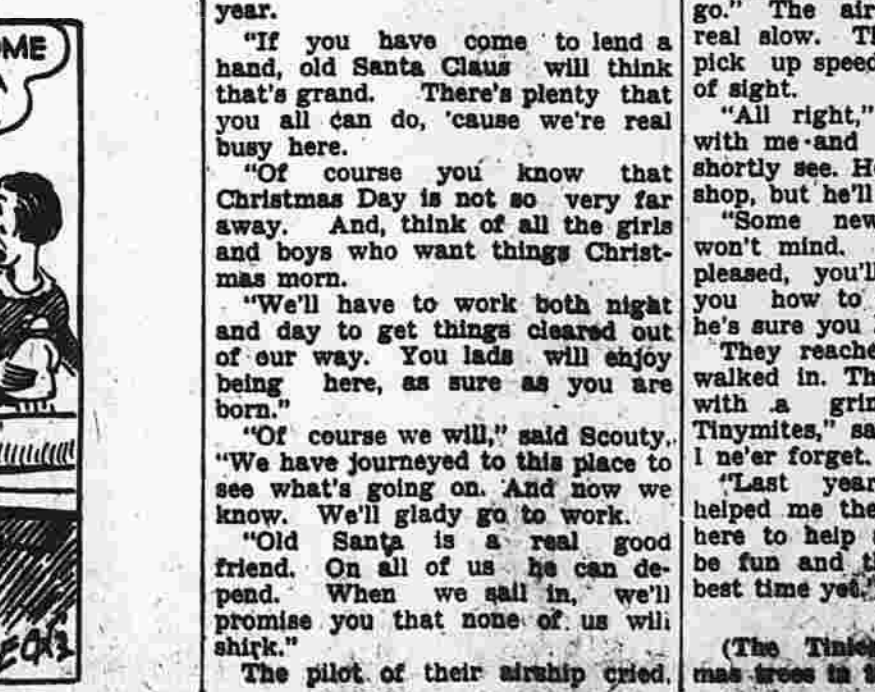 OME
A
year.
"If you have come to lend a
hand, old Santa Claus will think
that's grand. There's plenty that
you all can do, 'cause we're real
busy here.
"Of course you know that
Christmas Day is not so very far
away. And, think of all the girls
and boys who want things Christ-
mas morn.
"We'll have to work both night
and day to get things cleared out
of our way. You lads will enjoy
being here, as sure as you are
born."
"Of course we will," said Scouty.
"We have journeyed to this place to
see what's going on. And now we
know. We'll glady go to work.
"Old Santa is a real good
friend. On all of us he can de-
pend. When we sail in, we'll
promise you that none of us will
shirk."
The pilot of their airship cried,
go." The air
real slow. Th
pick up speed
of sight.
"All right,"
with me and
shortly see. He
shop, but he'll
"Some new
won't mind.
pleased, you'll
you how to
he's sure you
They reache
walked in. Th
with a grin
Tinymites," sa
I ne'er forget.
"Last year
helped me the
here to help
be fun and th
best time yet."
(The Tinie
mas trees in